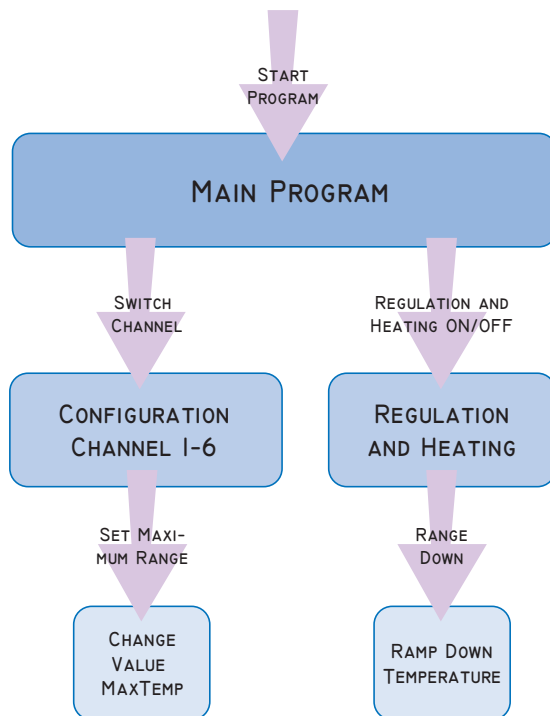 Start
Program
Main Program
Switch
Channel
Regulation and
Heating ON/OFF
Configuration
Channel 1-6
Regulation
and Heating
Set Maxi-
mum Range
Range
Down
Change
Value
MaxTemp
Ramp Down
Temperature